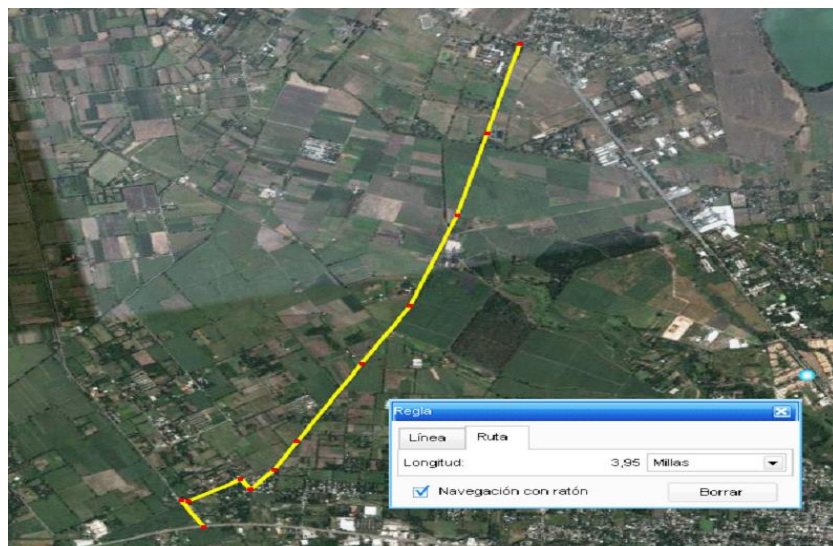 Regla
Línea
Ruta
Longitud:
3,95
Millas
Navegación con ratón
Borrar